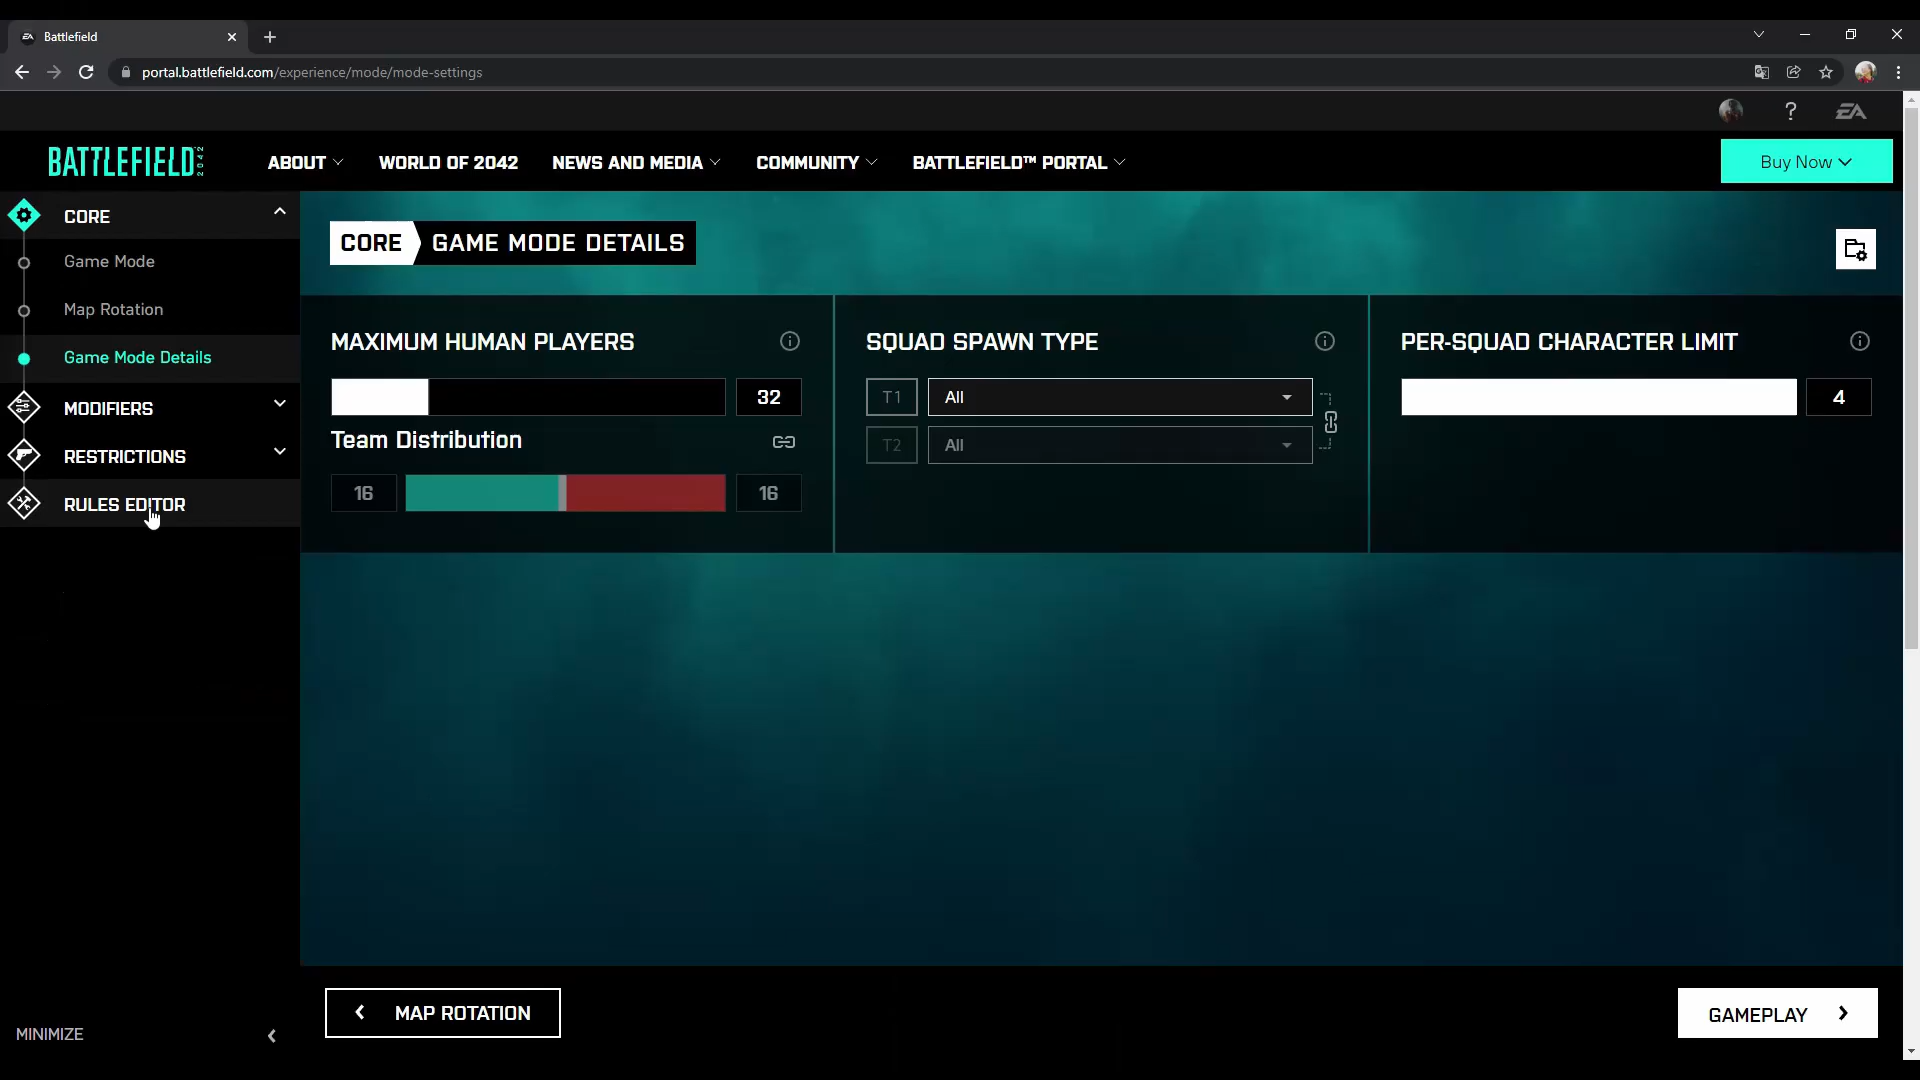 Battlefield
portal.battlefield.com/experience/mode/mode-settings
BATTLEFIELD 2042
ABOUT
WORLD OF 2042
NEWS AND MEDIA
COMMUNITY
BATTLEFIELD™ PORTAL
Buy Now
CORE
Game Mode
Map Rotation
Game Mode Details
MODIFIERS
RESTRICTIONS
RULES EDITOR
MINIMIZE
CORE GAME MODE DETAILS
MAXIMUM HUMAN PLAYERS
32
Team Distribution
16
16
SQUAD SPAWN TYPE
T1 All
T2 All
PER-SQUAD CHARACTER LIMIT
4
MAP ROTATION
GAMEPLAY